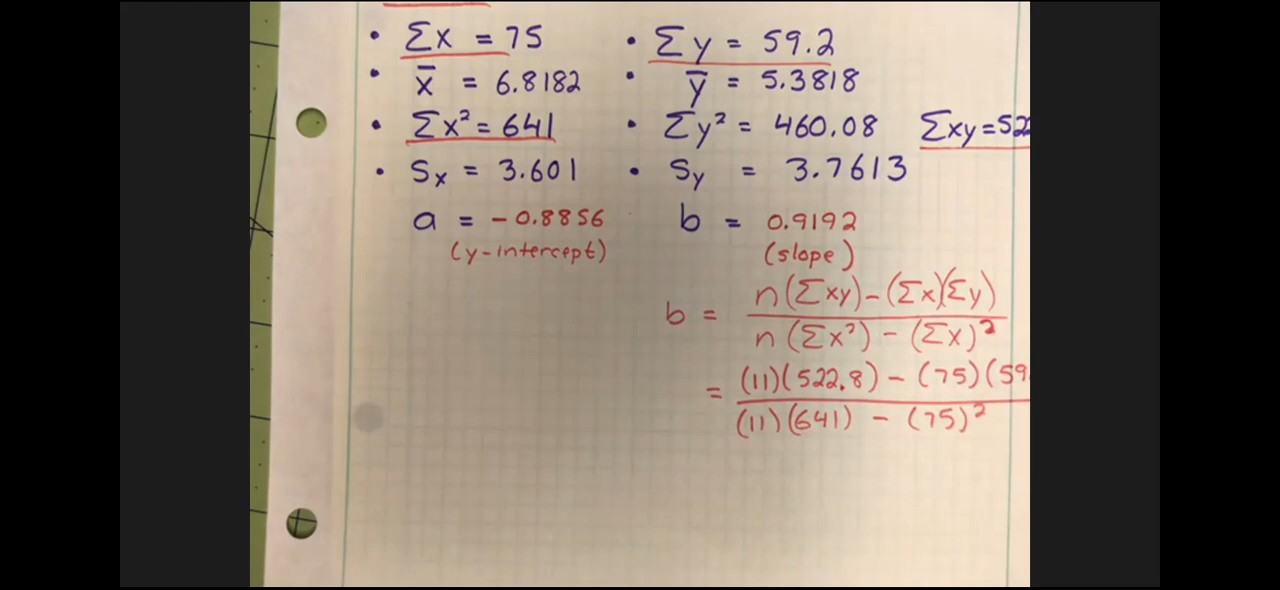 • Σx = 75 • Σy = 59.2
• x̅ = 6.8182 • y̅ = 5.3818
• Σx² = 641 • Σy² = 460.08 Σxy = 52
• Sx = 3.601 • Sy = 3.7613
a = -0.8856 b = 0.9192
(y-intercept) (slope)
b = n(Σxy) - (Σx)(Σy)
n(Σx²) - (Σx)²
= (11)(522.8) - (75)(59.
(11)(641) - (75)²